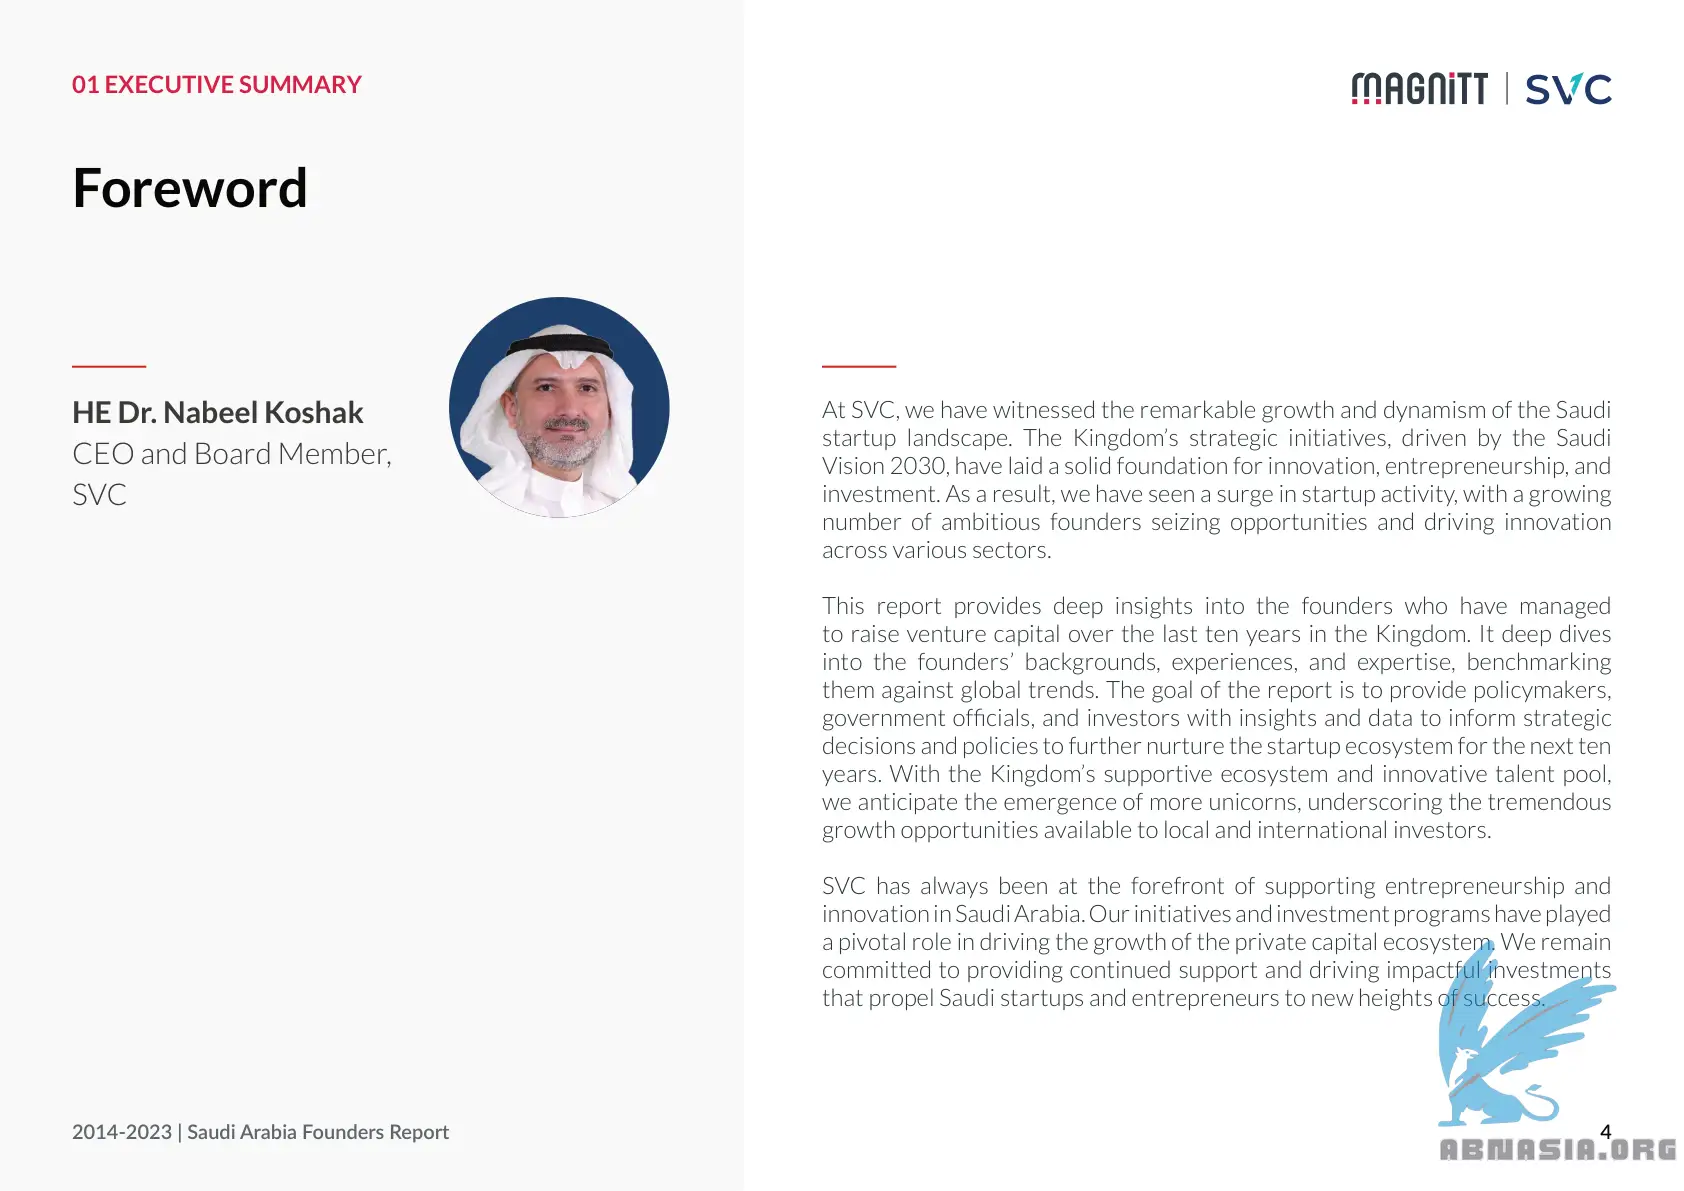 01 EXECUTIVE SUMMARY
MAGNiTT | SVC
Foreword
HE Dr. Nabeel Koshak
CEO and Board Member,
SVC
At SVC, we have witnessed the remarkable growth and dynamism of the Saudi
startup landscape. The Kingdom’s strategic initiatives, driven by the Saudi
Vision 2030, have laid a solid foundation for innovation, entrepreneurship, and
investment. As a result, we have seen a surge in startup activity, with a growing
number of ambitious founders seizing opportunities and driving innovation
across various sectors.
This report provides deep insights into the founders who have managed
to raise venture capital over the last ten years in the Kingdom. It deep dives
into the founders’ backgrounds, experiences, and expertise, benchmarking
them against global trends. The goal of the report is to provide policymakers,
government officials, and investors with insights and data to inform strategic
decisions and policies to further nurture the startup ecosystem for the next ten
years. With the Kingdom’s supportive ecosystem and innovative talent pool,
we anticipate the emergence of more unicorns, underscoring the tremendous
growth opportunities available to local and international investors.
SVC has always been at the forefront of supporting entrepreneurship and
innovation in Saudi Arabia. Our initiatives and investment programs have played
a pivotal role in driving the growth of the private capital ecosystem. We remain
committed to providing continued support and driving impactful investments
that propel Saudi startups and entrepreneurs to new heights of success.
2014-2023 | Saudi Arabia Founders Report
4
ABNASIA.ORG